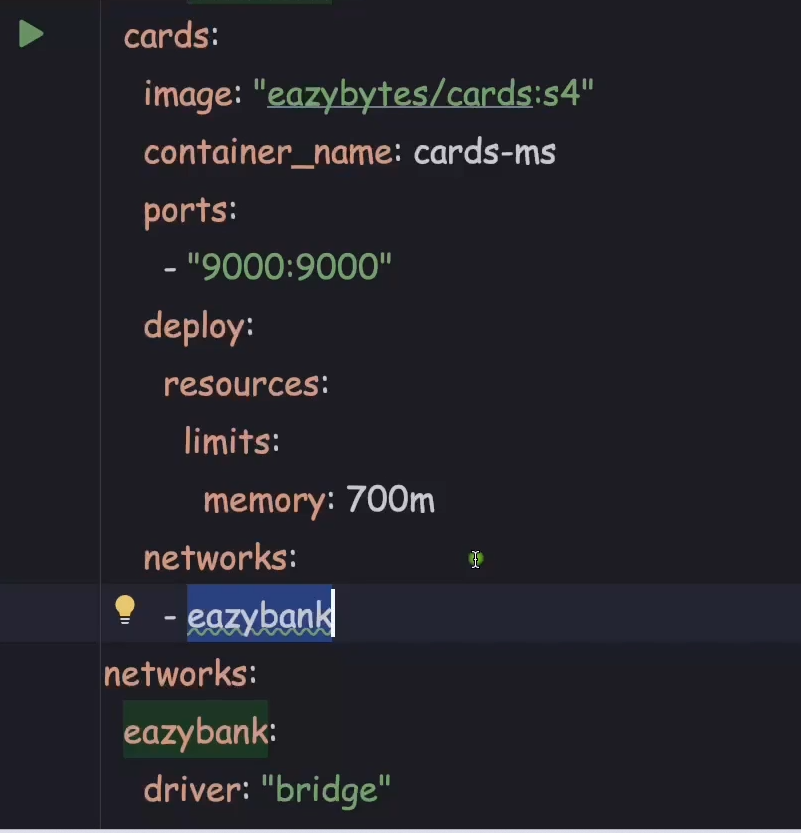 cards:
image: "eazybytes/cards:s4"
container_name: cards-ms
ports:
- "9000:9000"
deploy:
resources:
limits:
memory: 700m
networks:
- eazybank
networks:
eazybank:
driver: "bridge"